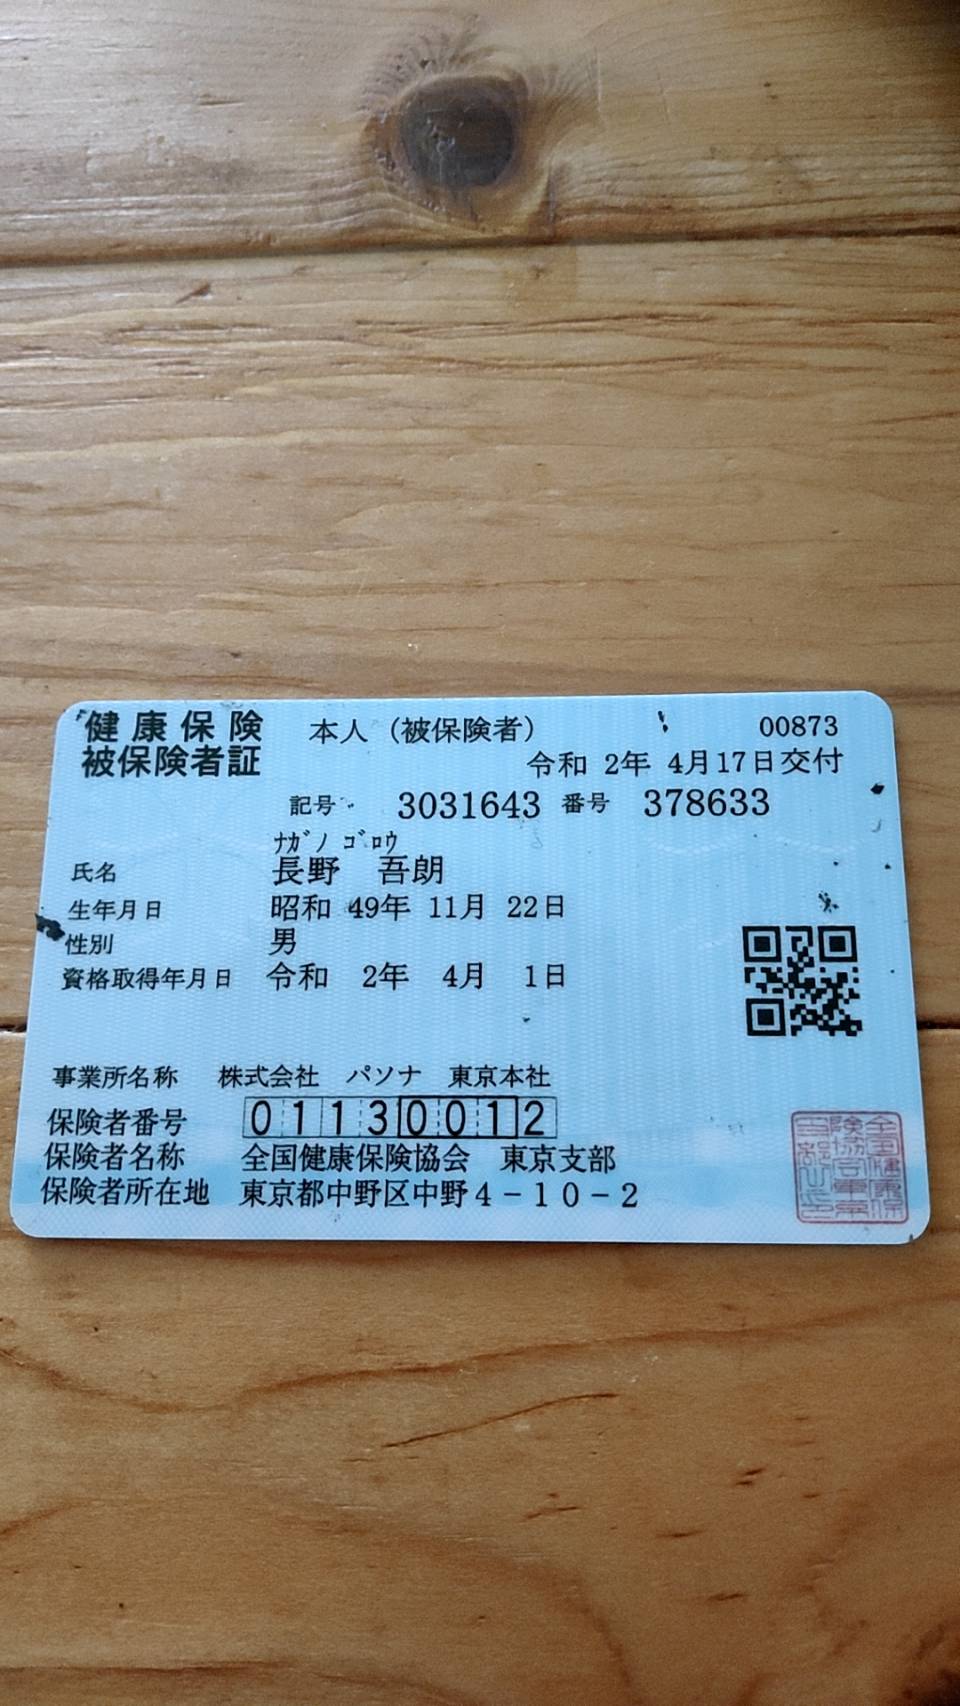 健康保険 本人（被保険者） 00873
被保険者証 令和 2年 4月17日交付
記号 3031643 番号 378633
ﾅｶﾞﾉ ｺﾞﾛｳ
氏名 長野 吾朗
生年月日 昭和 49年 11月 22日
性別 男
資格取得年月日 令和 2年 4月 1日
事業所名称 株式会社 パソナ 東京本社
保険者番号 01130012
保険者名称 全国健康保険協会 東京支部
保険者所在地 東京都中野区中野4－10－2